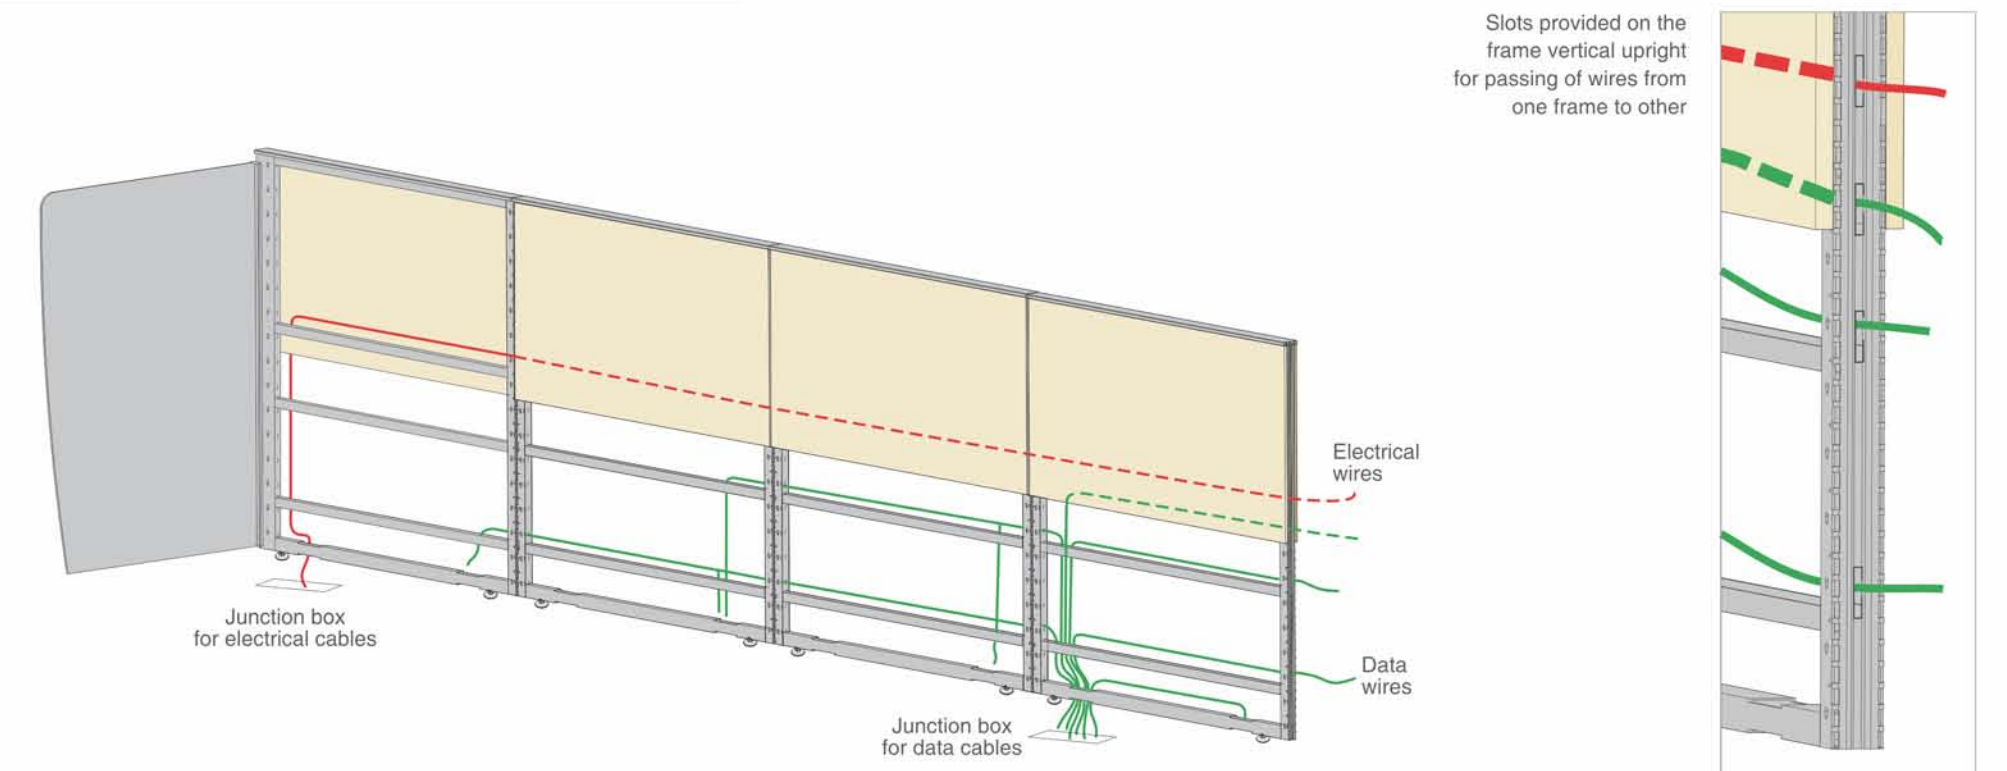 Slots provided on the
frame vertical upright
for passing of wires from
one frame to other
Electrical
wires
Junction box
for electrical cables
Data
wires
Junction box
for data cables